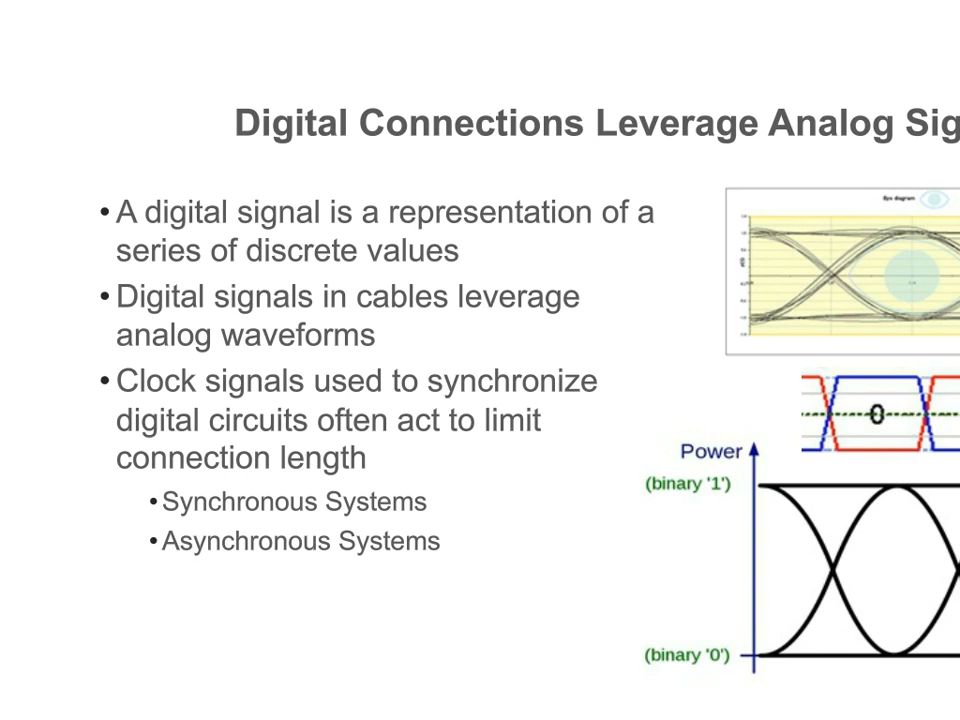 Digital Connections Leverage Analog Sig
• A digital signal is a representation of a
series of discrete values
• Digital signals in cables leverage
analog waveforms
• Clock signals used to synchronize
digital circuits often act to limit
connection length
• Synchronous Systems
• Asynchronous Systems
Eye diagram
0
Power
(binary '1')
(binary '0')